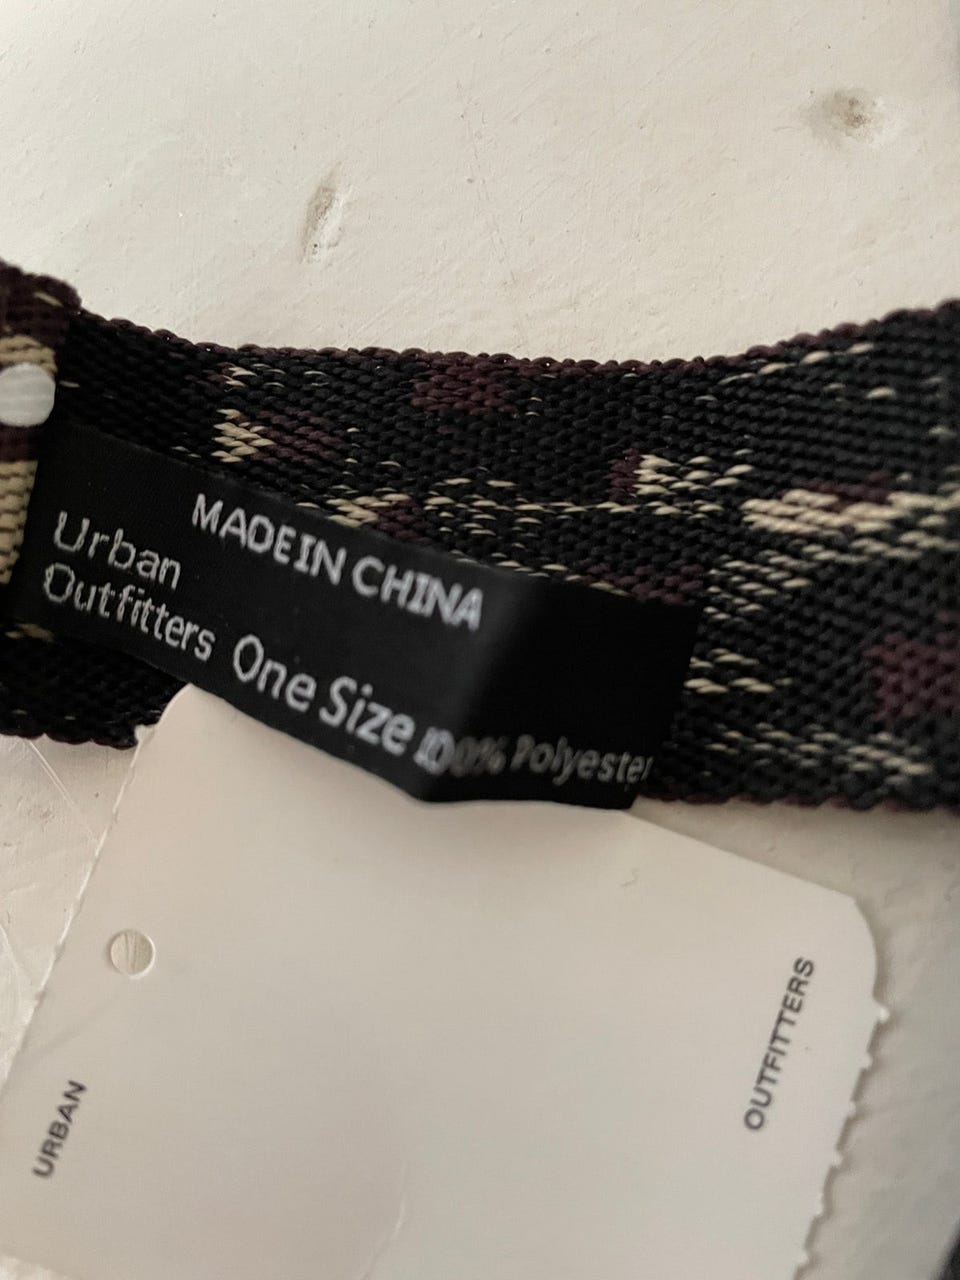 MADE IN CHINA
Urban
Outfitters
One Size
100% Polyester
URBAN
OUTFITTERS